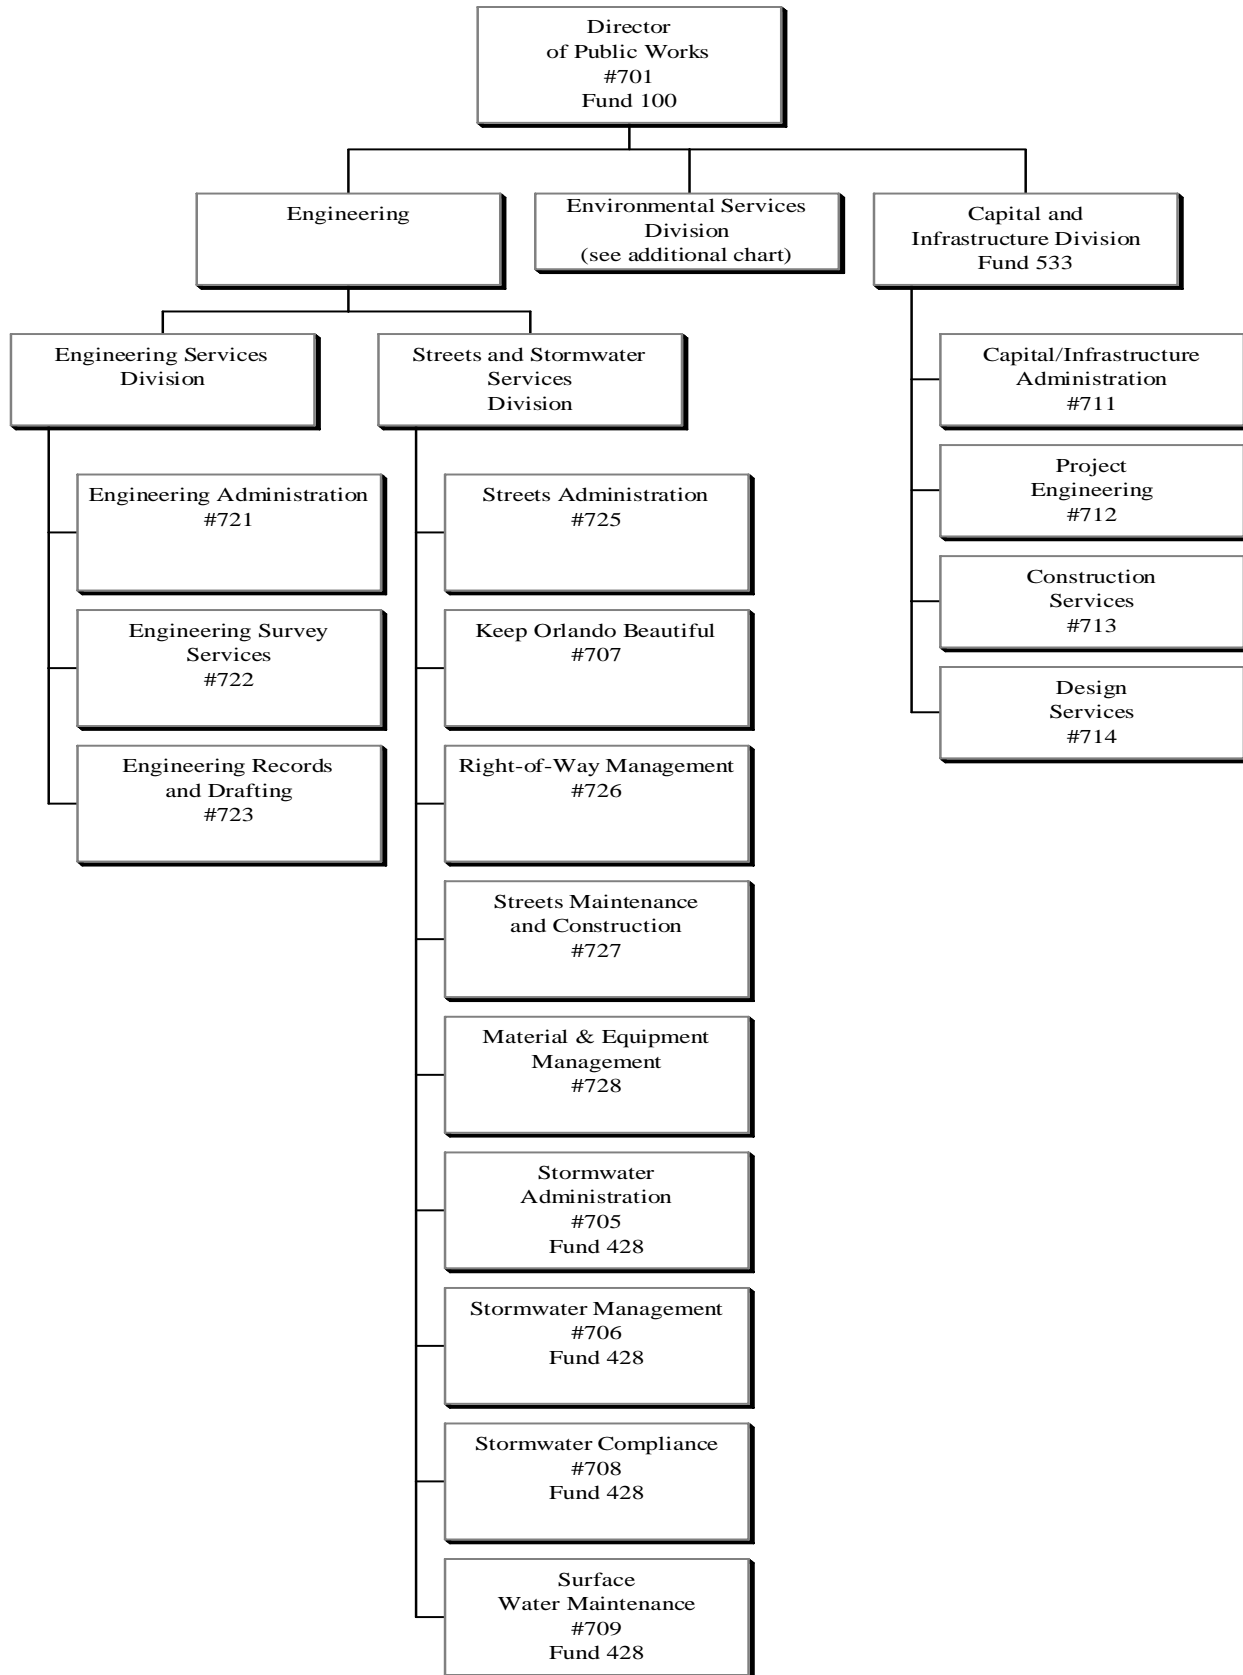 Director
of Public Works
#701
Fund 100
Engineering
Environmental Services
Division
(see additional chart)
Capital and
Infrastructure Division
Fund 533
Engineering Services
Division
Streets and Stormwater
Services
Division
Capital/Infrastructure
Administration
#711
Project
Engineering
#712
Construction
Services
#713
Design
Services
#714
Engineering Administration
#721
Engineering Survey
Services
#722
Engineering Records
and Drafting
#723
Streets Administration
#725
Keep Orlando Beautiful
#707
Right-of-Way Management
#726
Streets Maintenance
and Construction
#727
Material & Equipment
Management
#728
Stormwater
Administration
#705
Fund 428
Stormwater Management
#706
Fund 428
Stormwater Compliance
#708
Fund 428
Surface
Water Maintenance
#709
Fund 428